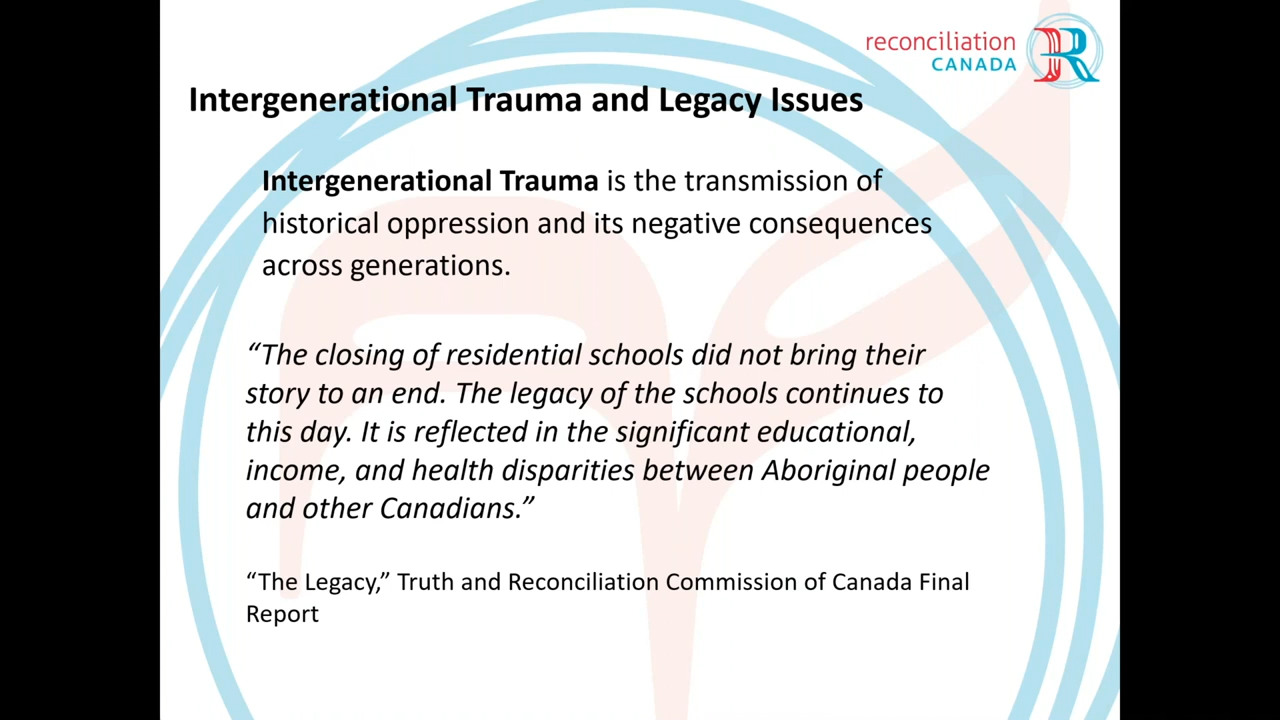 reconciliation
CANADA
Intergenerational Trauma and Legacy Issues
Intergenerational Trauma is the transmission of
historical oppression and its negative consequences
across generations.
“The closing of residential schools did not bring their
story to an end. The legacy of the schools continues to
this day. It is reflected in the significant educational,
income, and health disparities between Aboriginal people
and other Canadians.”
“The Legacy,” Truth and Reconciliation Commission of Canada Final
Report